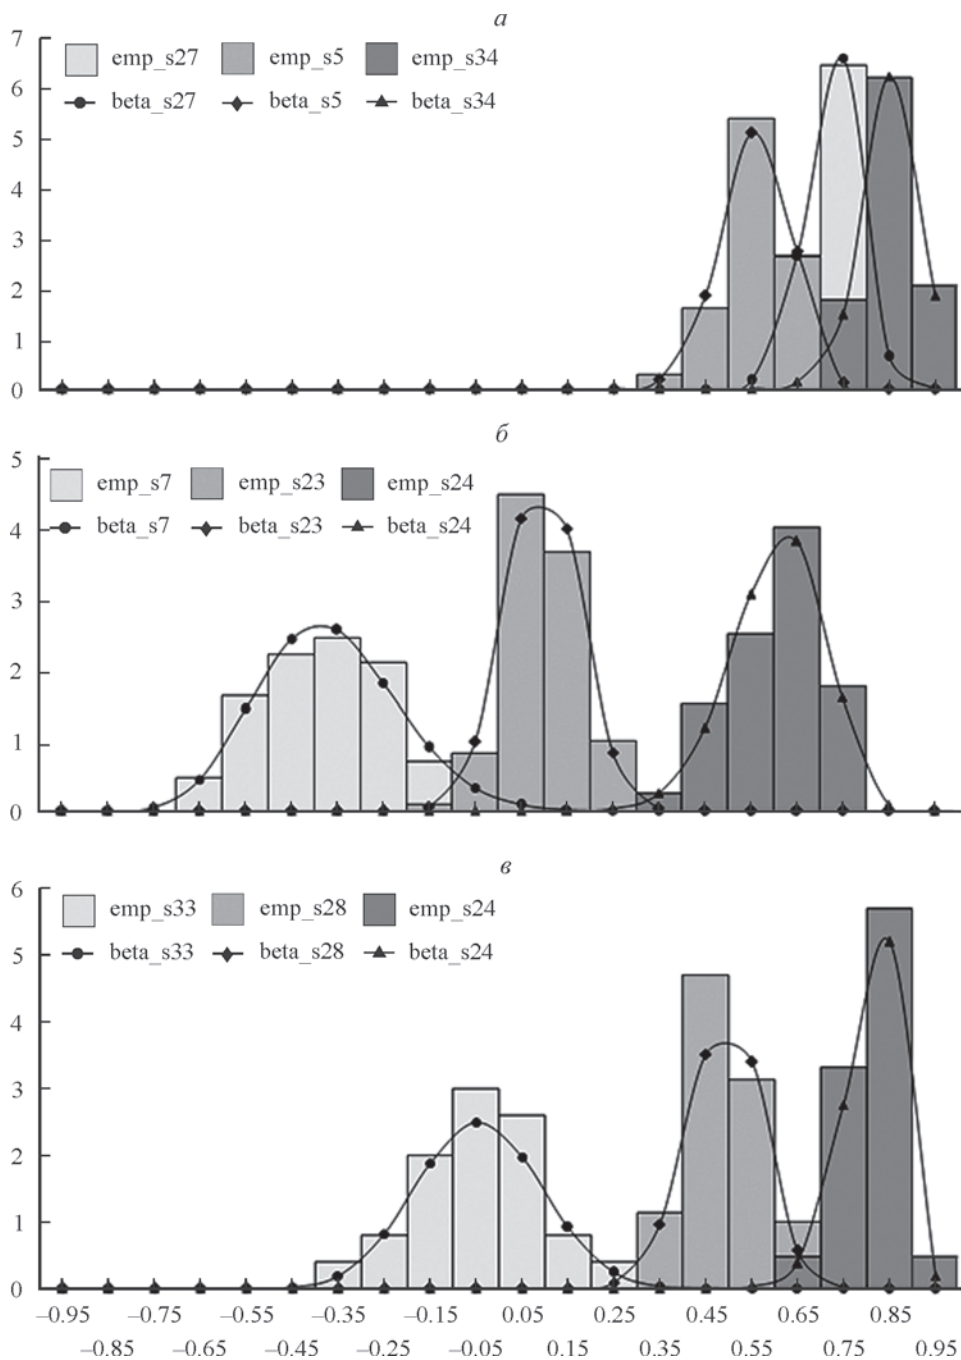 а
7
6
5
4
3
2
1
0
emp_s27 emp_s5 emp_s34
beta_s27 beta_s5 beta_s34
б
5
4
3
2
1
0
emp_s7 emp_s23 emp_s24
beta_s7 beta_s23 beta_s24
в
6
5
4
3
2
1
0
emp_s33 emp_s28 emp_s24
beta_s33 beta_s28 beta_s24
–0.95 –0.75 –0.55 –0.35 –0.15 0.05 0.25 0.45 0.65 0.85
–0.85 –0.65 –0.45 –0.25 –0.05 0.15 0.35 0.55 0.75 0.95